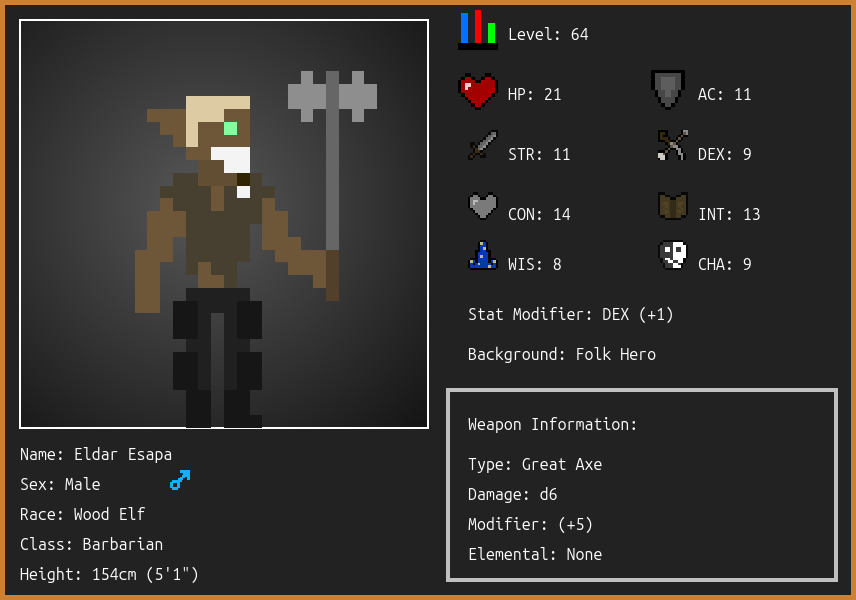 Level: 64
HP: 21
AC: 11
STR: 11
DEX: 9
CON: 14
INT: 13
WIS: 8
CHA: 9
Stat Modifier: DEX (+1)
Background: Folk Hero
Weapon Information:
Type: Great Axe
Damage: d6
Modifier: (+5)
Elemental: None
Name: Eldar Esapa
Sex: Male
Race: Wood Elf
Class: Barbarian
Height: 154cm (5'1")